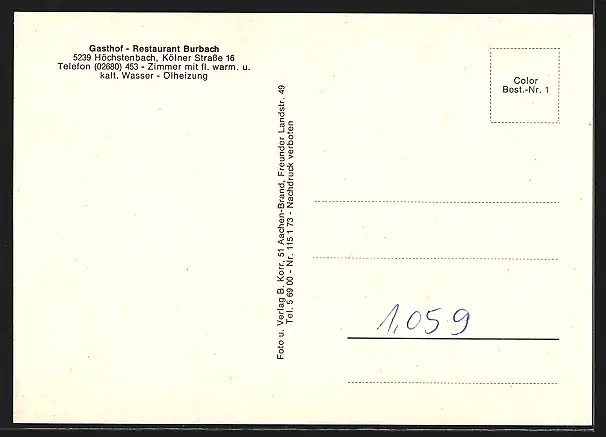 Gasthof - Restaurant Burbach
5239 Höchstenbach, Kölner Straße 16
Telefon (02680) 453 - Zimmer mit fl. warm. u.
kalt. Wasser - Ölheizung
Foto u. Verlag B. Korr, 51 Aachen-Brand, Freunder Landstr. 49
Tel. 5 69 00 - Nr. 115 1 73 - Nachdruck verboten
Color
Best.-Nr. 1
1,059